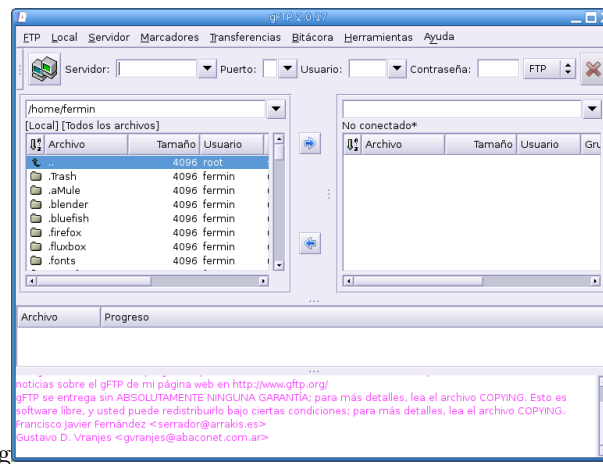 gFTP 2.0.17
FTP Local Servidor Marcadores Transferencias Bitácora Herramientas Ayuda
Servidor: Puerto: Usuario: Contraseña: FTP
/home/fermin
[Local] [Todos los archivos] No conectado*
Archivo Tamaño Usuario Archivo Tamaño Usuario Gru
.. 4096 root
.Trash 4096 fermin
.aMule 4096 fermin
.blender 4096 fermin
.bluefish 4096 fermin
.firefox 4096 fermin
.fluxbox 4096 fermin
.fonts 4096 fermin
Archivo Progreso
noticias sobre el gFTP de mi página web en http://www.gftp.org/
gFTP se entrega sin ABSOLUTAMENTE NINGUNA GARANTÍA; para más detalles, lea el archivo COPYING. Esto es
software libre, y usted puede redistribuirlo bajo ciertas condiciones; para más detalles, lea el archivo COPYING.
Francisco Javier Fernández <serrador@arrakis.es>
Gustavo D. Vranjes <gvranjes@abaconet.com.ar>
g